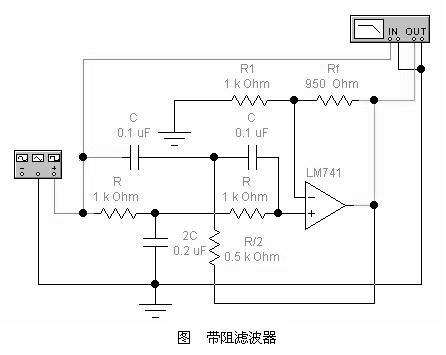 IN OUT
R1
1 k Ohm
Rf
950 Ohm
C
0.1 uF
C
0.1 uF
LM741
R
1 k Ohm
R
1 k Ohm
2C
0.2 uF
R/2
0.5 k Ohm
图 带阻滤波器